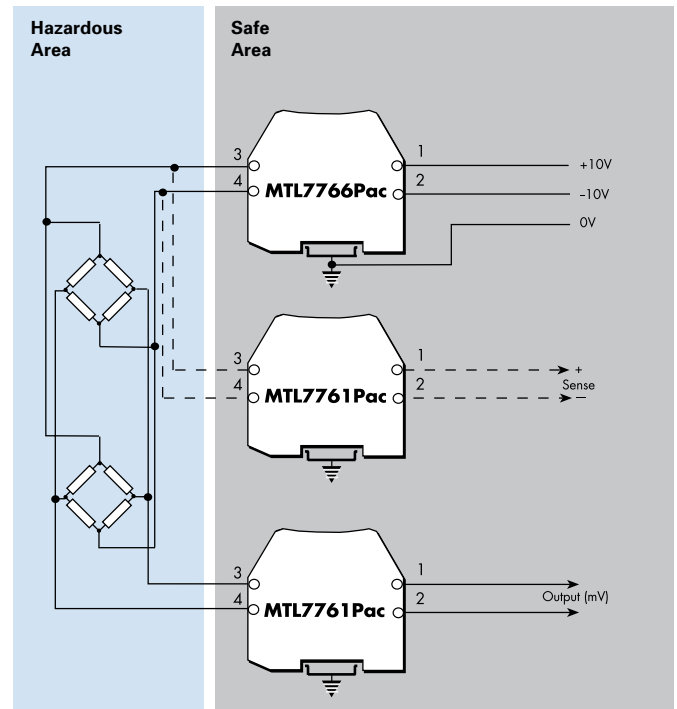 Hazardous
Area
Safe
Area
3
1
+10V
4
MTL7766Pac
2
–10V
0V
3
1
+
Sense
4
MTL7761Pac
2
–
3
1
Output (mV)
4
MTL7761Pac
2